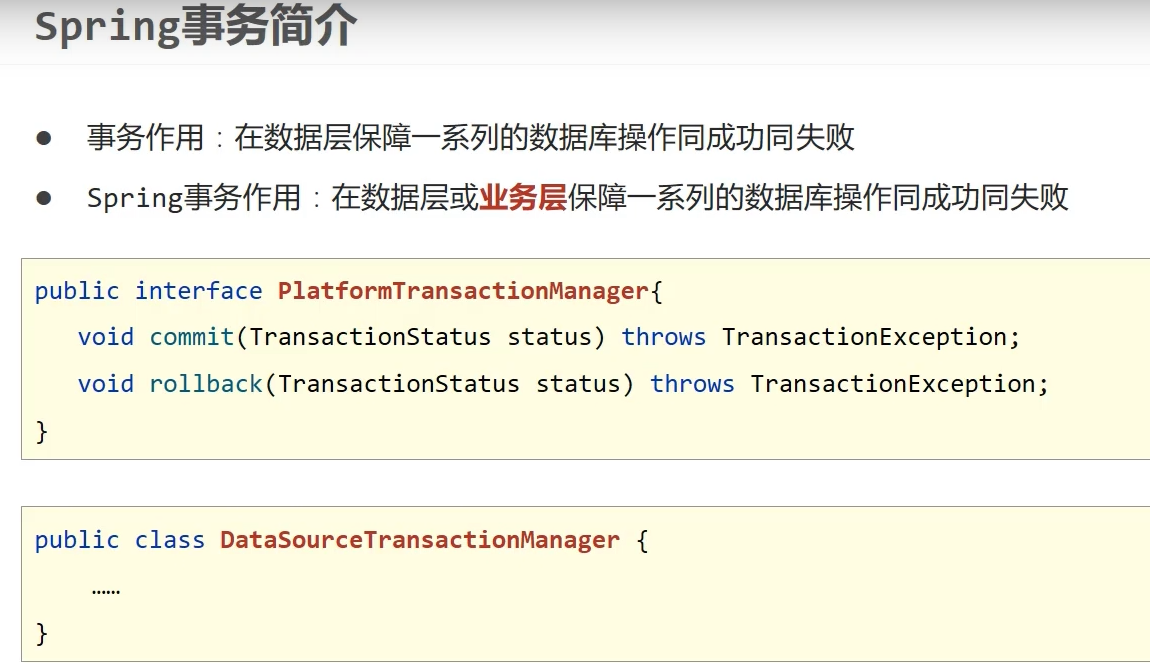 Spring事务简介
● 事务作用：在数据层保障一系列的数据库操作同成功同失败
● Spring事务作用：在数据层或业务层保障一系列的数据库操作同成功同失败
public interface PlatformTransactionManager{
void commit(TransactionStatus status) throws TransactionException;
void rollback(TransactionStatus status) throws TransactionException;
}
public class DataSourceTransactionManager {
……
}